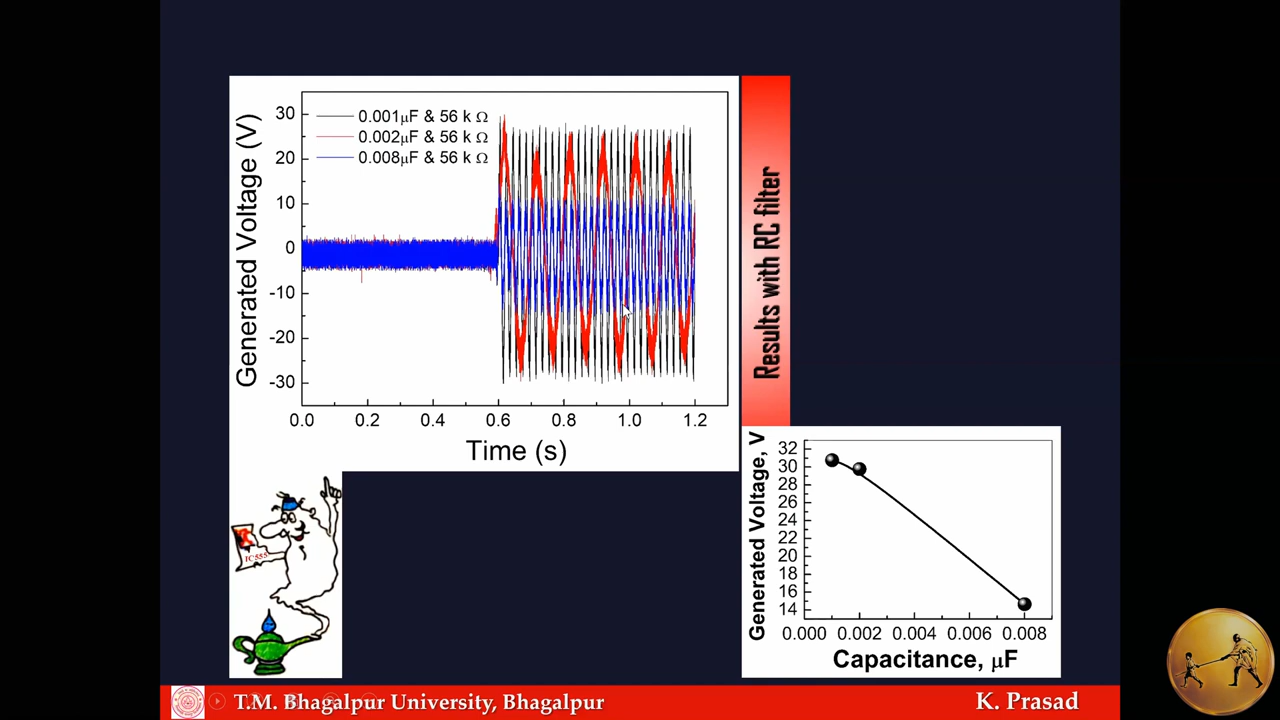 30
20
10
0
-10
-20
-30
Generated Voltage (V)
0.001μF & 56 k Ω
0.002μF & 56 k Ω
0.008μF & 56 k Ω
0.0 0.2 0.4 0.6 0.8 1.0 1.2
Time (s)
Results with RC filter
IC555
32
30
28
26
24
22
20
18
16
14
Generated Voltage, V
0.000 0.002 0.004 0.006 0.008
Capacitance, μF
T.M. Bhagalpur University, Bhagalpur
K. Prasad